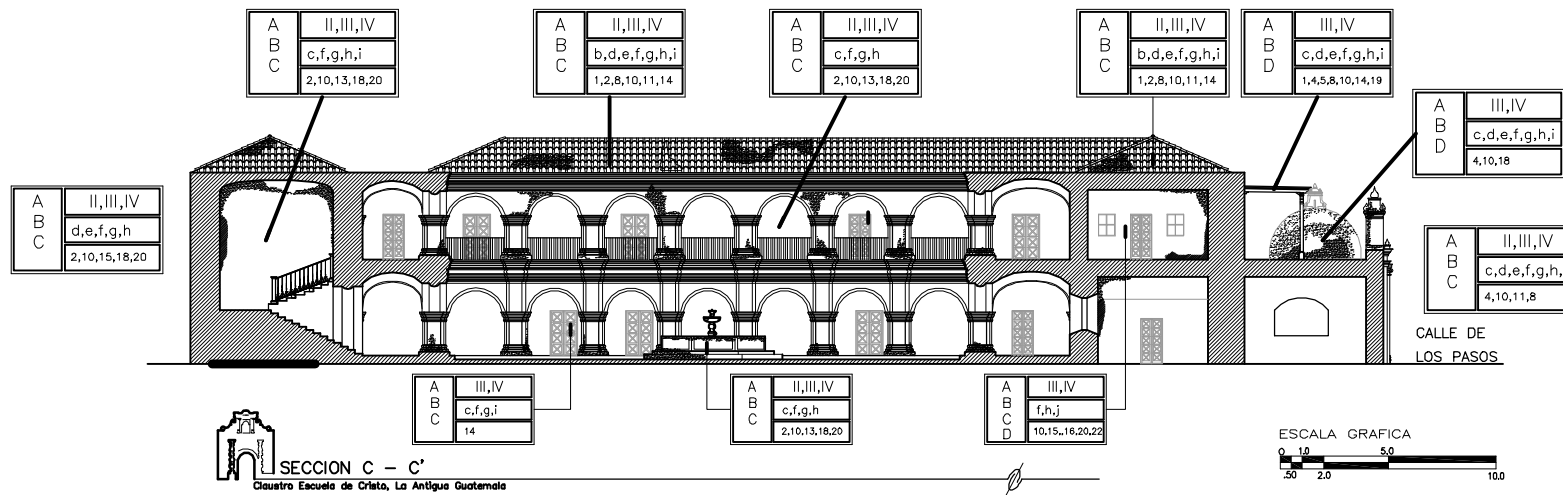 A II,III,IV
B c,f,g,h,i
C 2,10,13,18,20
A II,III,IV
B b,d,e,f,g,h,i
C 1,2,8,10,11,14
A II,III,IV
B c,f,g,h
C 2,10,13,18,20
A II,III,IV
B b,d,e,f,g,h,i
C 1,2,8,10,11,14
A III,IV
B c,d,e,f,g,h,i
D 1,4,5,8,10,14,19
A III,IV
B c,d,e,f,g,h,i
D 4,10,18
A II,III,IV
B d,e,f,g,h
C 2,10,15,18,20
A II,III,IV
B c,d,e,f,g,h,
C 4,10,11,8
CALLE DE
LOS PASOS
A III,IV
B c,f,g,i
C 14
A II,III,IV
B c,f,g,h
C 2,10,13,18,20
A III,IV
B f,h,j
C 10,15,,16,20,22
D
ESCALA GRAFICA
0 1.0 5.0
.50 2.0 10.0
SECCION C - C'
Claustro Escuela de Cristo, La Antigua Guatemala